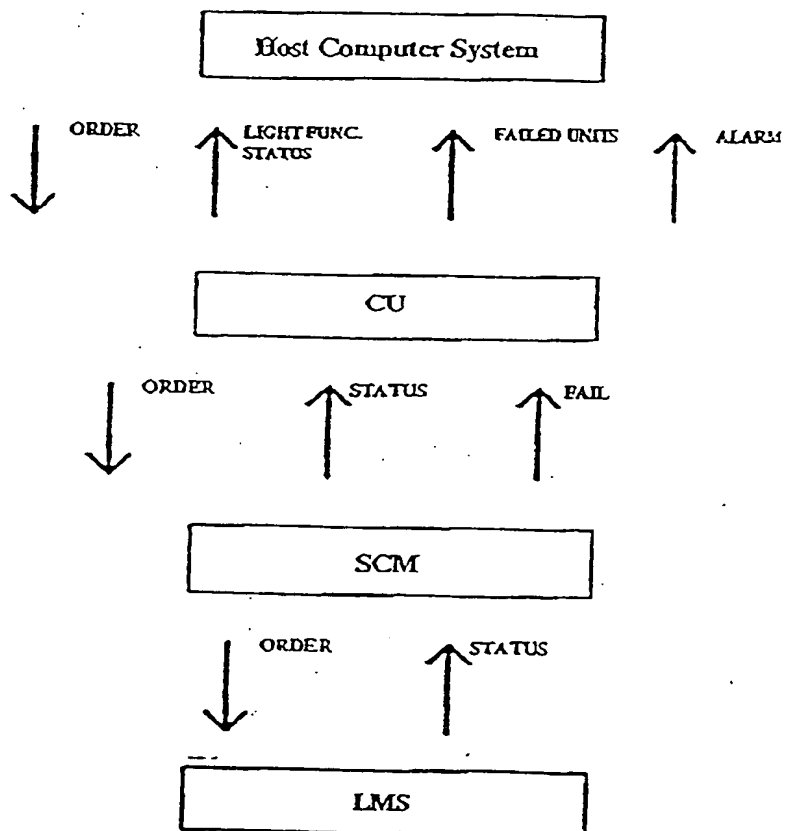 Host Computer System
ORDER
LIGHT FUNC.
STATUS
FAILED UNITS
ALARM
CU
ORDER
STATUS
FAIL
SCM
ORDER
STATUS
LMS